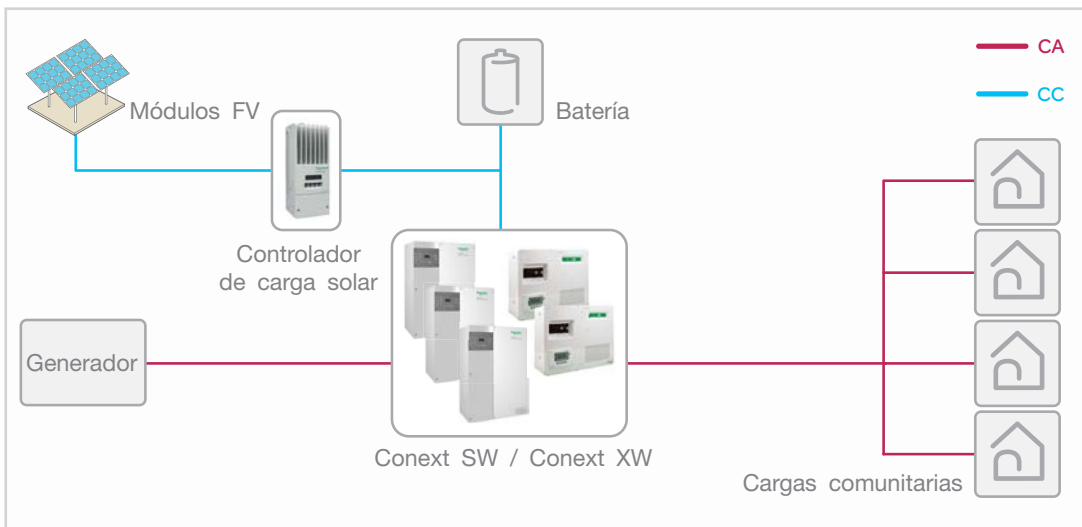 CA
CC
Módulos FV
Batería
Controlador
de carga solar
Generador
Conext SW / Conext XW
Cargas comunitarias